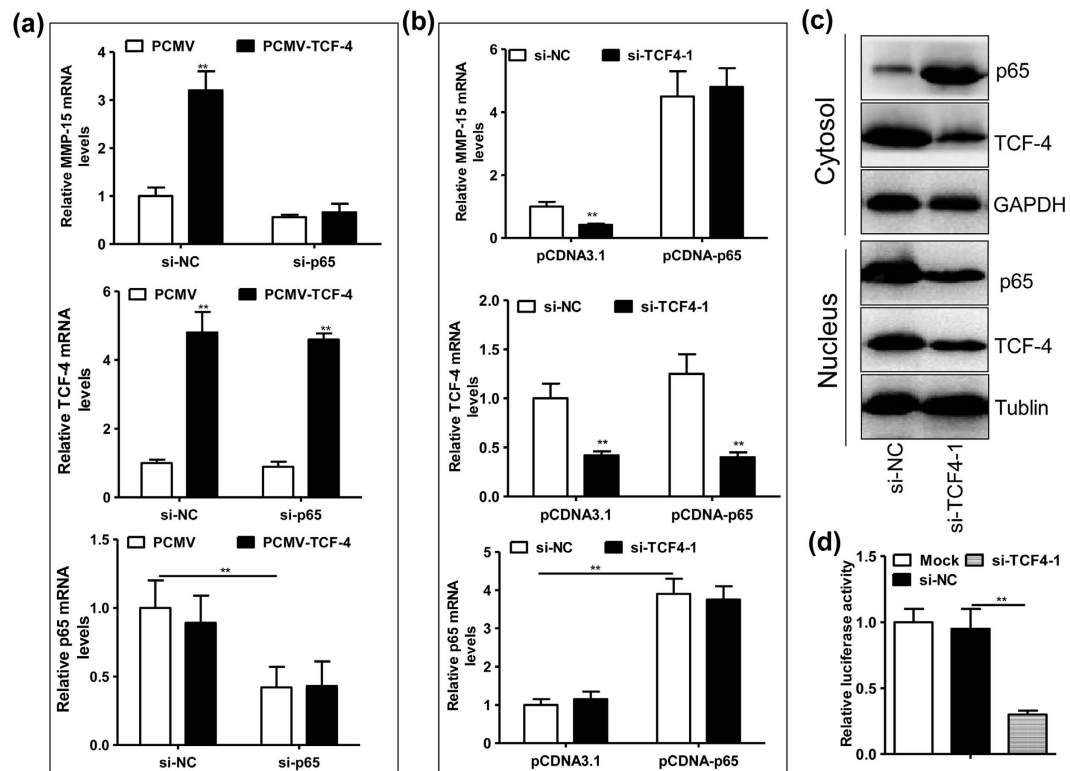 (a)
PCMV PCMV-TCF-4
Relative MMP-15 mRNA
levels
4
3
2
1
0
**
si-NC si-p65
PCMV PCMV-TCF-4
Relative TCF-4 mRNA
levels
6
4
2
0
** **
si-NC si-p65
PCMV PCMV-TCF-4
Relative p65 mRNA
levels
1.5
1.0
0.5
0.0
**
si-NC si-p65
(b)
si-NC si-TCF4-1
Relative MMP-15 mRNA
levels
6
4
2
0
**
pCDNA3.1 pCDNA-p65
si-NC si-TCF4-1
Relative TCF-4 mRNA
levels
2.0
1.5
1.0
0.5
0.0
** **
pCDNA3.1 pCDNA-p65
si-NC si-TCF4-1
Relative p65 mRNA
levels
5
4
3
2
1
0
**
pCDNA3.1 pCDNA-p65
(c)
Cytosol
p65
TCF-4
GAPDH
Nucleus
p65
TCF-4
Tublin
si-NC
si-TCF4-1
(d)
Mock si-TCF4-1
si-NC
Relative luciferase activity
1.5
1.0
0.5
0.0
**